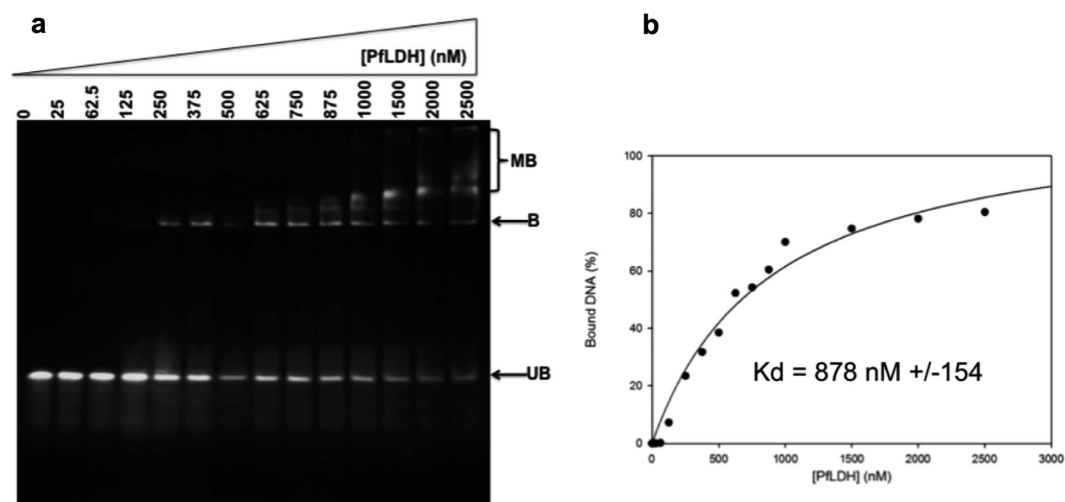 a
[PfLDH] (nM)
0
25
62.5
125
250
375
500
625
750
875
1000
1500
2000
2500
MB
B
UB
b
100
80
60
40
20
0
Bound DNA (%)
Kd = 878 nM +/-154
0 500 1000 1500 2000 2500 3000
[PfLDH] (nM)